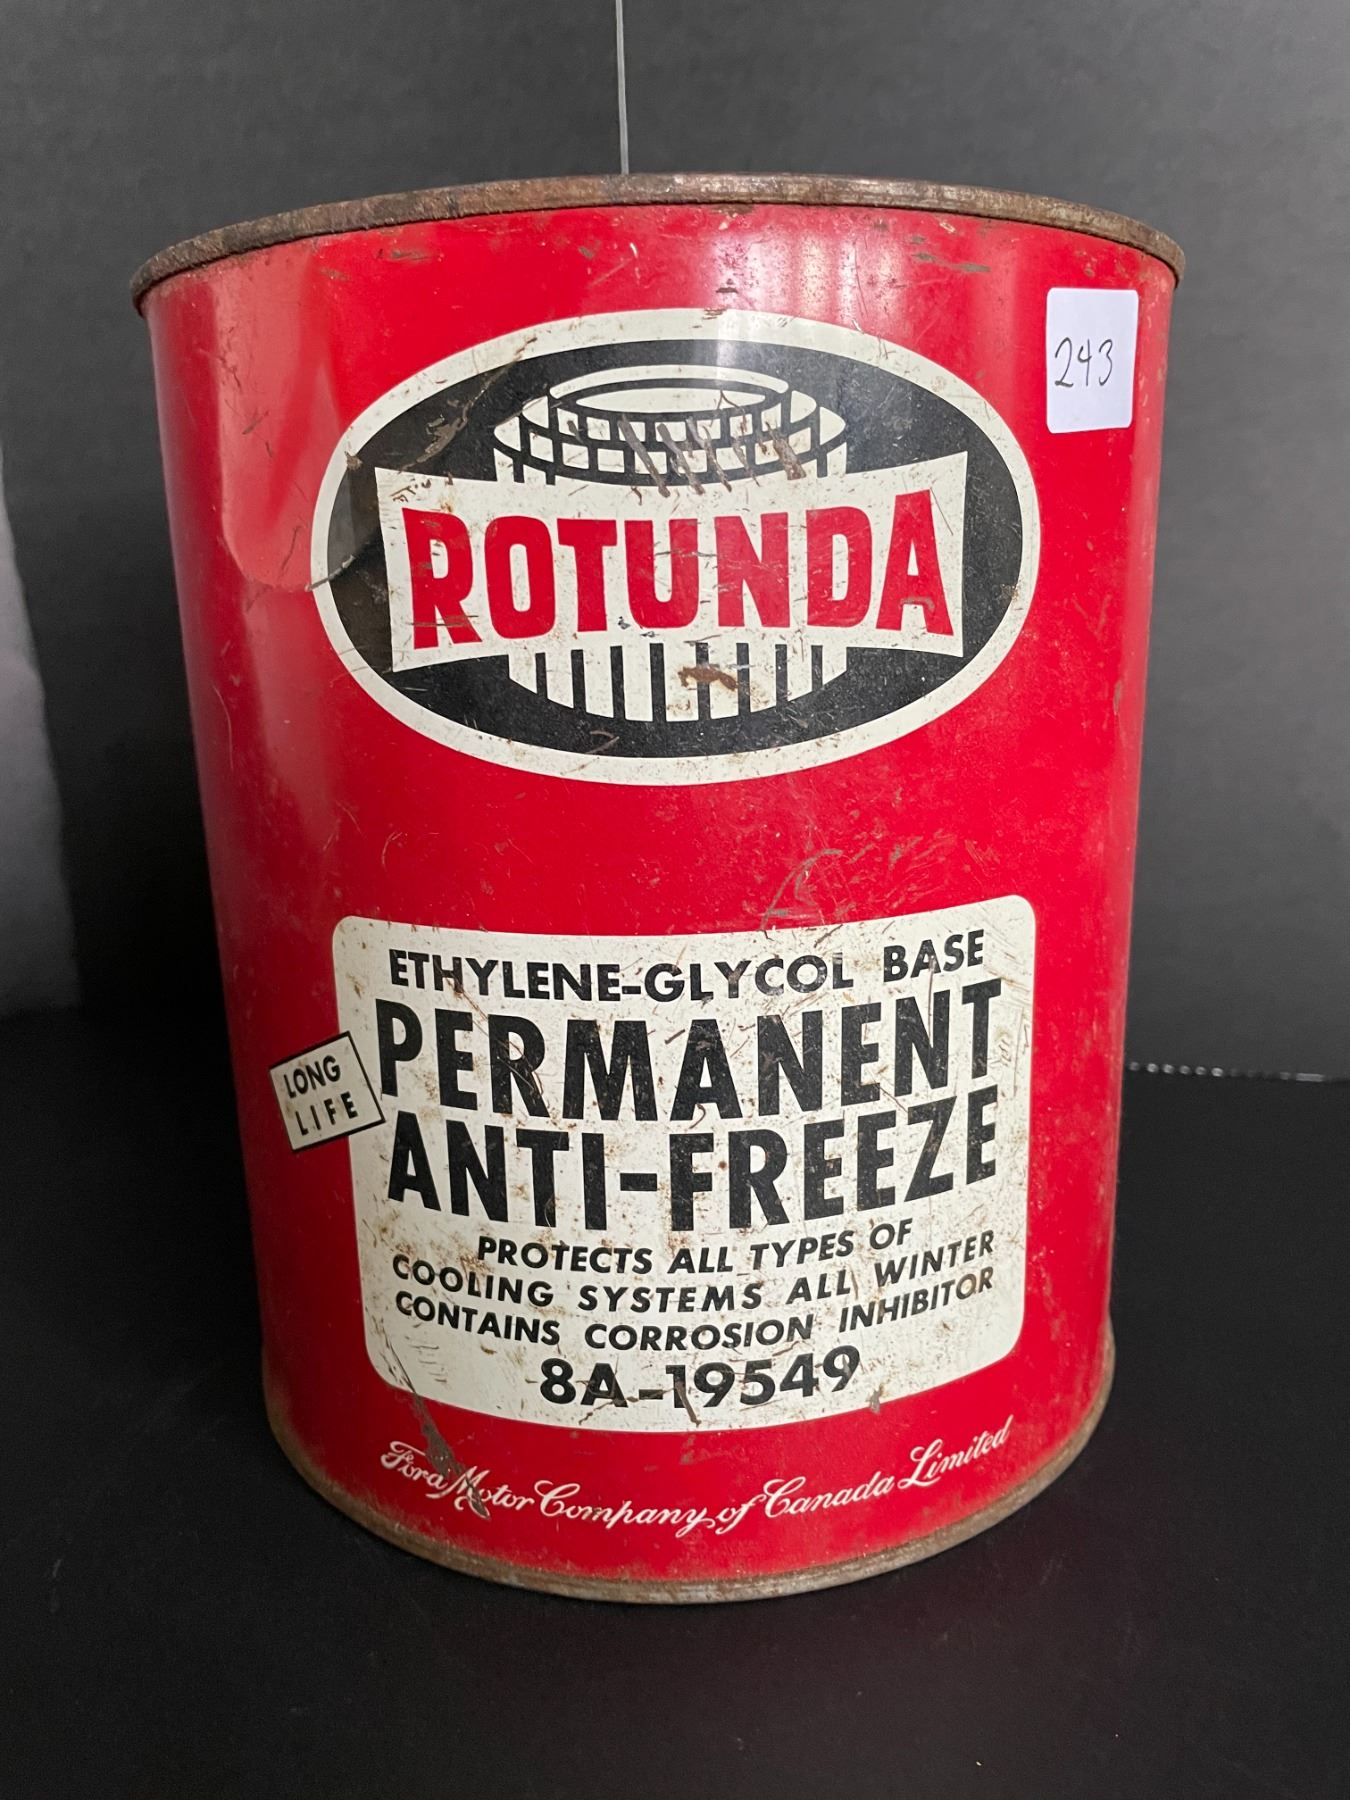 243
ROTUNDA
ETHYLENE-GLYCOL BASE
PERMANENT
ANTI-FREEZE
LONG
LIFE
PROTECTS ALL TYPES OF
COOLING SYSTEMS ALL WINTER
CONTAINS CORROSION INHIBITOR
8A-19549
Ford Motor Company of Canada Limited